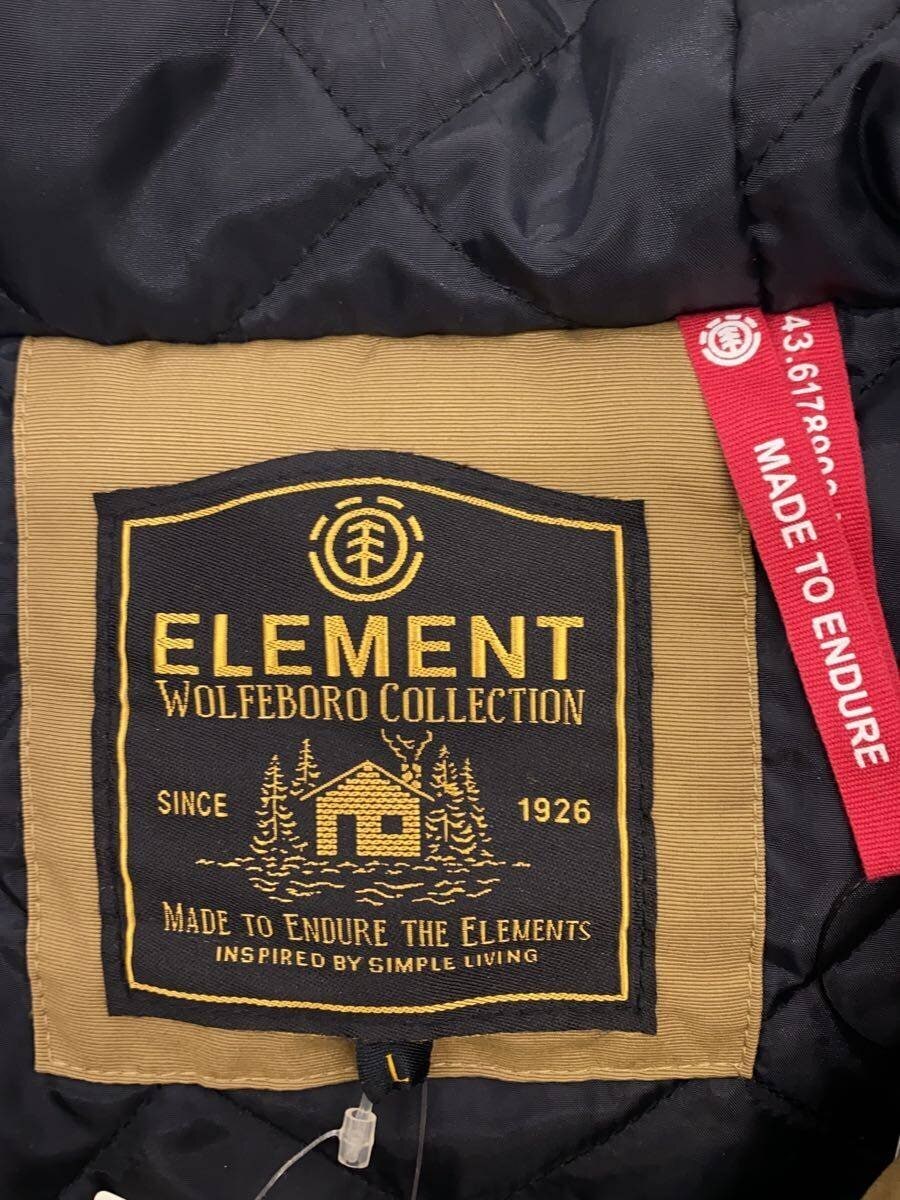 ELEMENT
WOLFEBORO COLLECTION
SINCE 1926
MADE TO ENDURE THE ELEMENTS
INSPIRED BY SIMPLE LIVING
L
MADE TO ENDURE